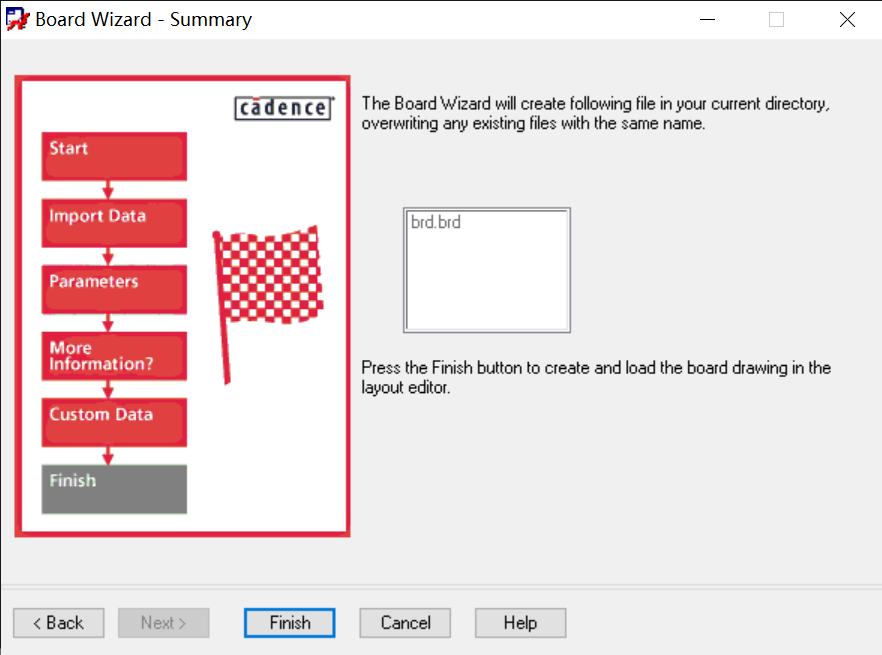 Board Wizard - Summary
cādence
Start
Import Data
Parameters
More
Information?
Custom Data
Finish
The Board Wizard will create following file in your current directory,
overwriting any existing files with the same name.
brd.brd
Press the Finish button to create and load the board drawing in the
layout editor.
< Back
Next >
Finish
Cancel
Help